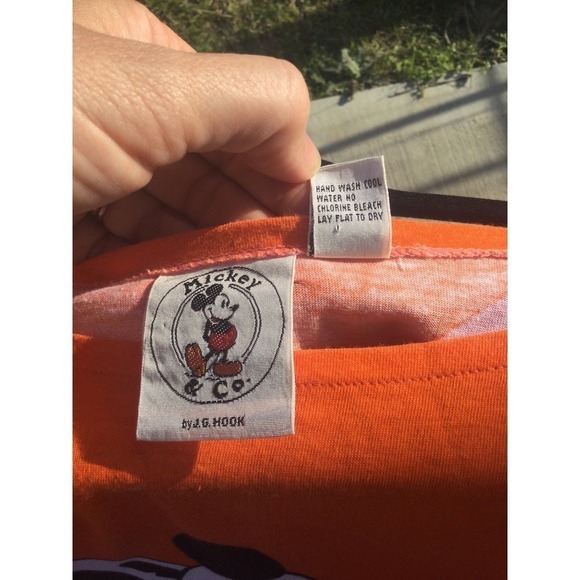 HAND WASH COOL
WATER NO
CHLORINE BLEACH
LAY FLAT TO DRY
Mickey
& Co.
by J.G. HOOK